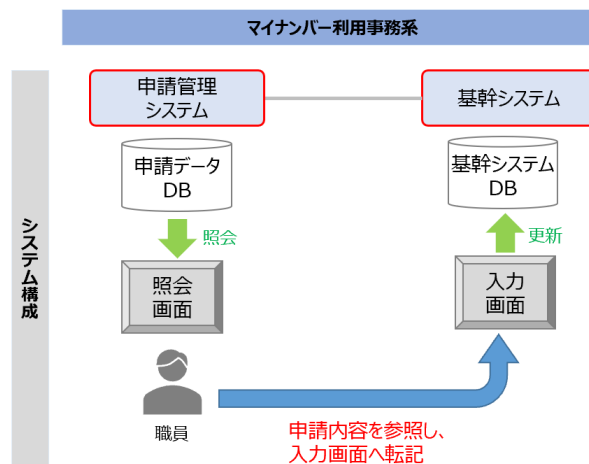 マイナンバー利用事務系
システム構成
申請管理
システム
基幹システム
申請データ
DB
基幹システム
DB
照会
更新
照会
画面
入力
画面
職員
申請内容を参照し、
入力画面へ転記